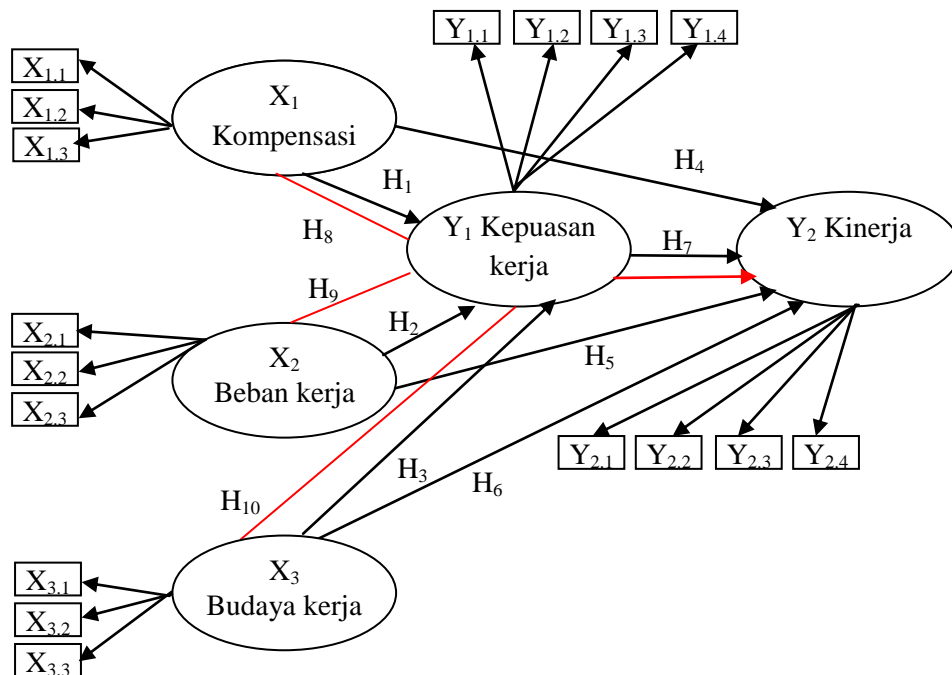 Y1.1
Y1.2
Y1.3
Y1.4
X1.1
X1.2
X1.3
X1
Kompensasi
H4
H1
Y1 Kepuasan
kerja
Y2 Kinerja
H7
H8
H9
X2.1
X2.2
X2.3
X2
Beban kerja
H2
H5
Y2.1
Y2.2
Y2.3
Y2.4
H3
H6
H10
X3.1
X3.2
X3.3
X3
Budaya kerja